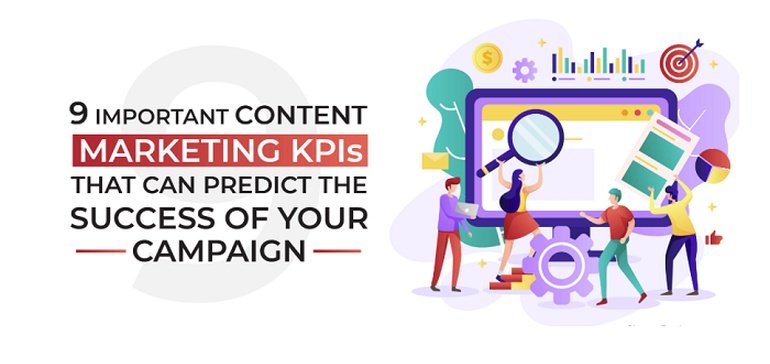 9 IMPORTANT CONTENT
MARKETING KPIs
THAT CAN PREDICT THE
SUCCESS OF YOUR
CAMPAIGN